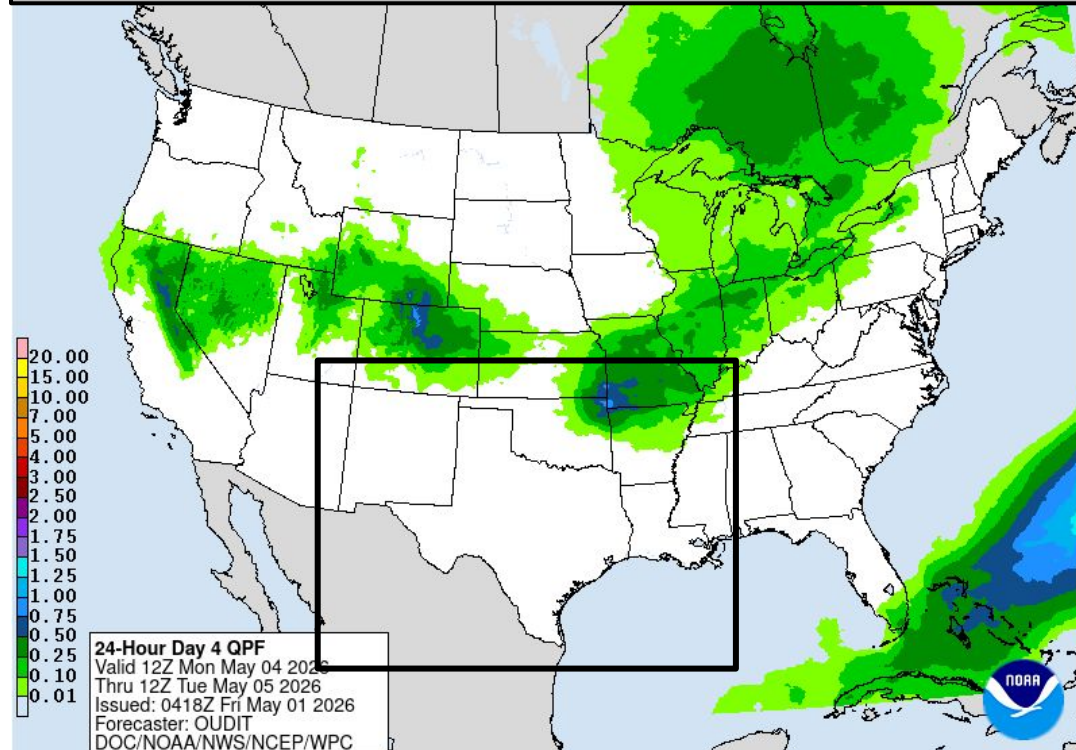 20.00
15.00
10.00
7.00
5.00
4.00
3.00
2.50
2.00
1.75
1.50
1.25
1.00
0.75
0.50
0.25
0.10
0.01
24-Hour Day 4 QPF
Valid 12Z Mon May 04 2026
Thru 12Z Tue May 05 2026
Issued: 0418Z Fri May 01 2026
Forecaster: OUDIT
DOC/NOAA/NWS/NCEP/WPC
NOAA